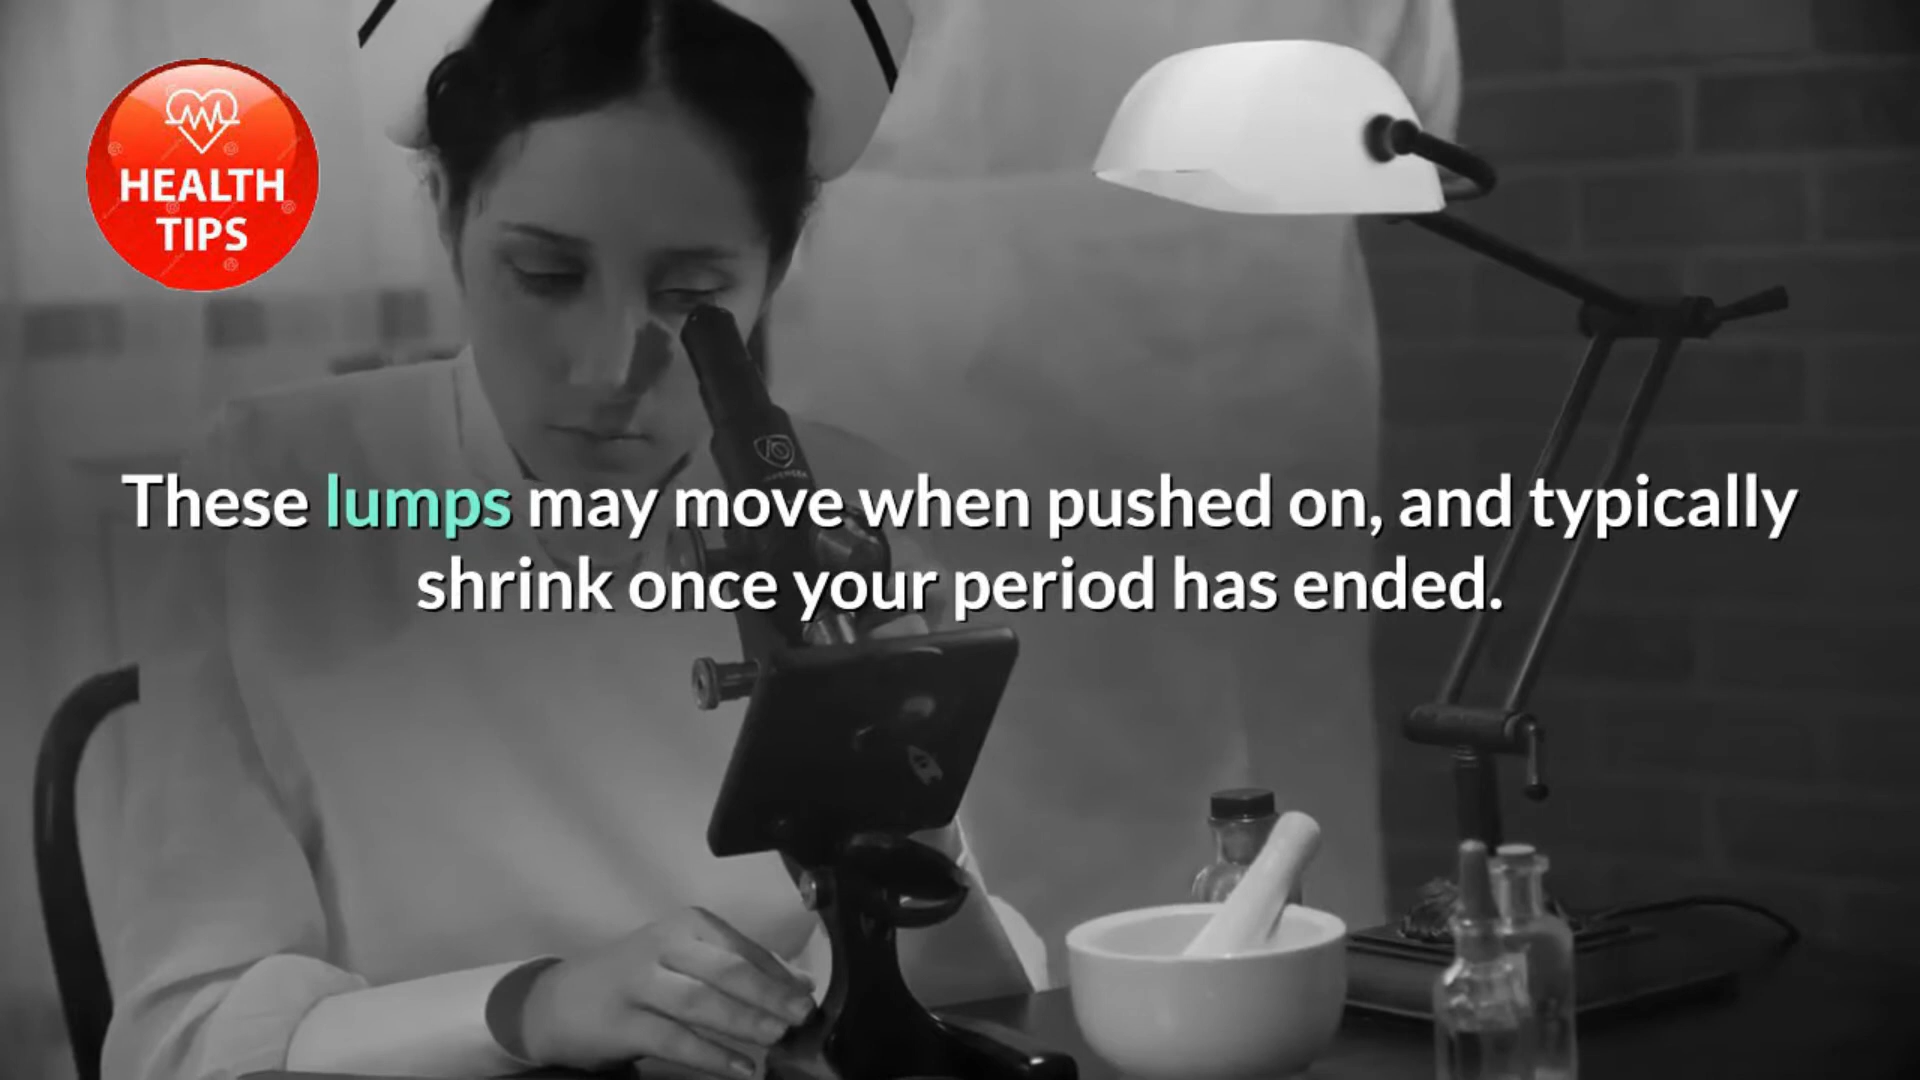 HEALTH
TIPS
These lumps may move when pushed on, and typically
shrink once your period has ended.